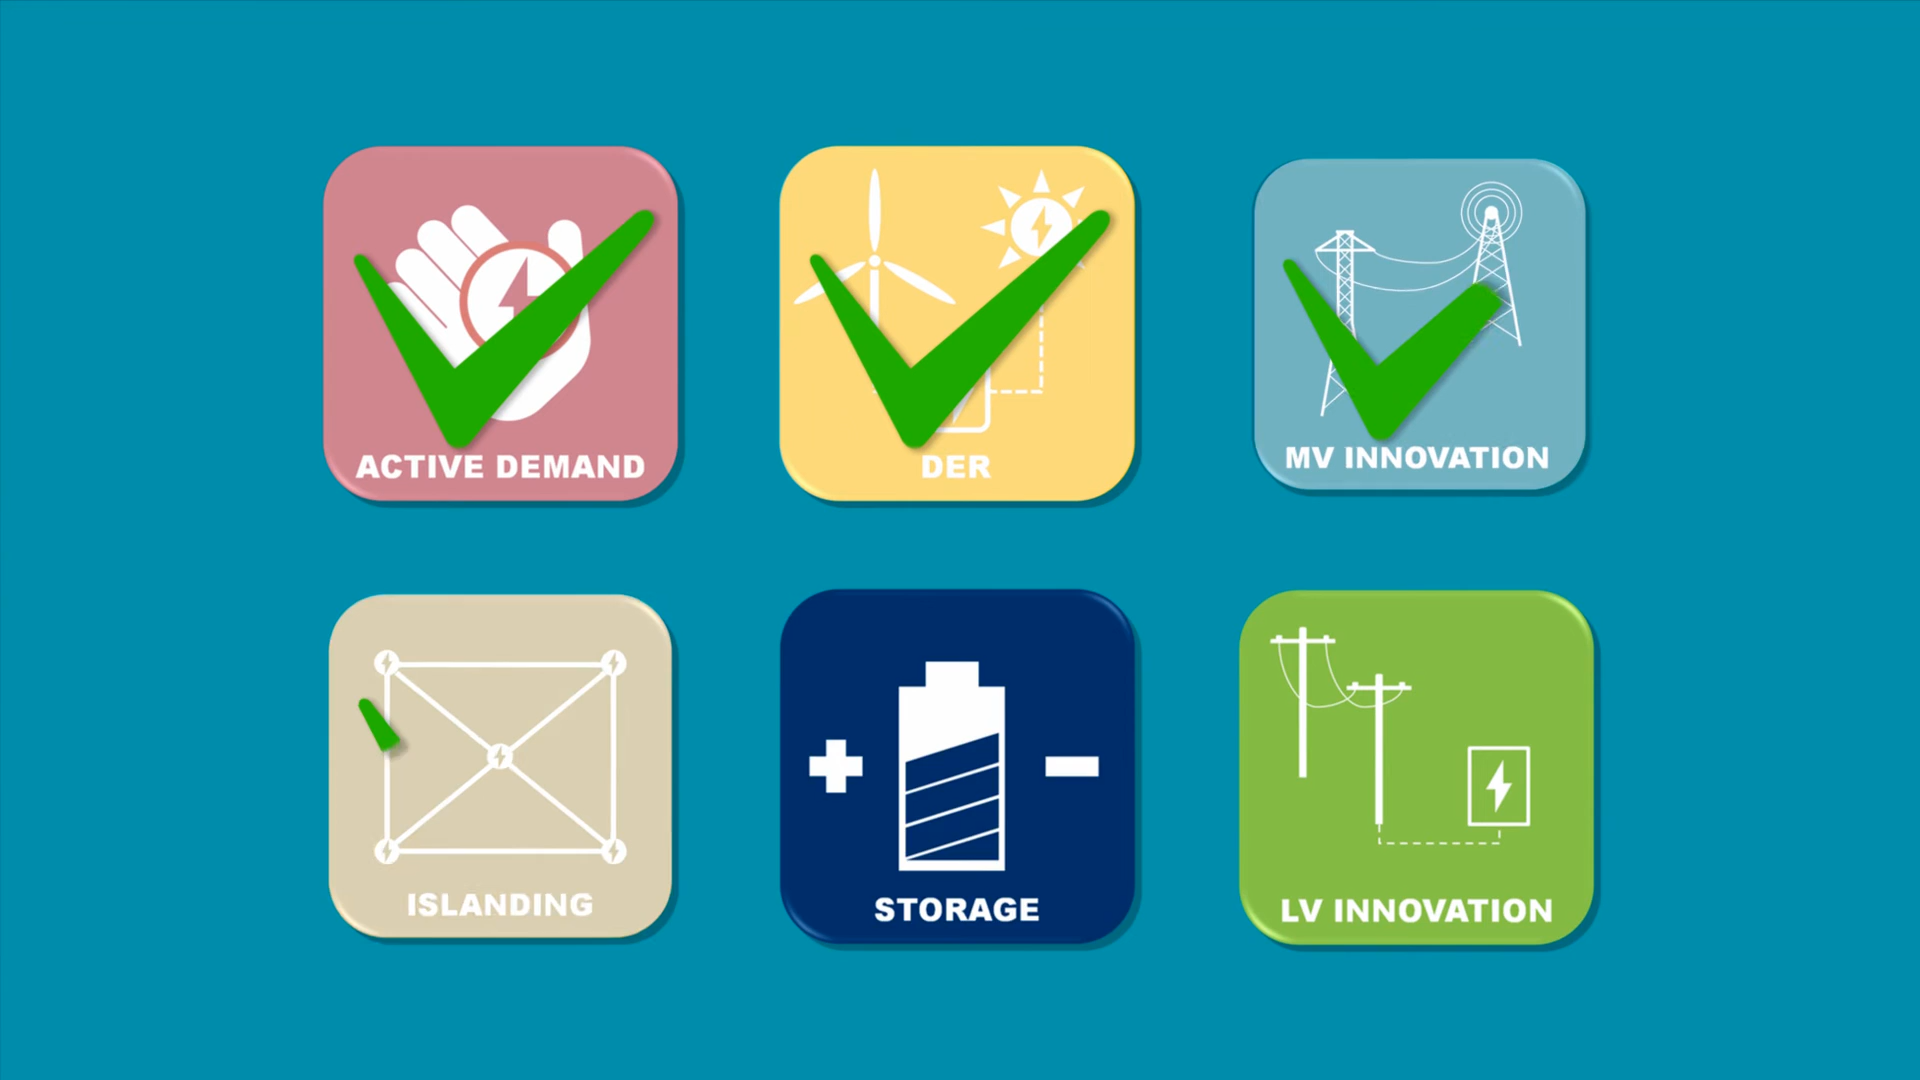 ACTIVE DEMAND
DER
MV INNOVATION
ISLANDING
STORAGE
LV INNOVATION